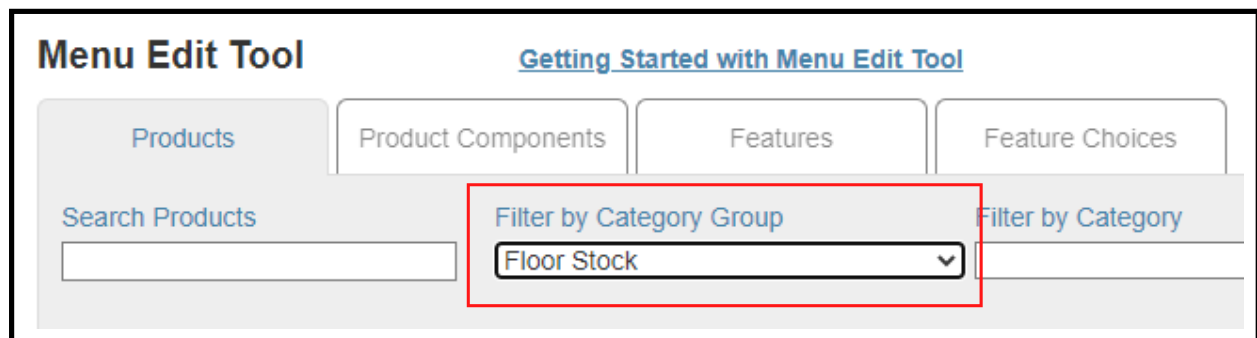 Menu Edit Tool
Getting Started with Menu Edit Tool
Products
Product Components
Features
Feature Choices
Search Products
Filter by Category Group
Filter by Category
Floor Stock